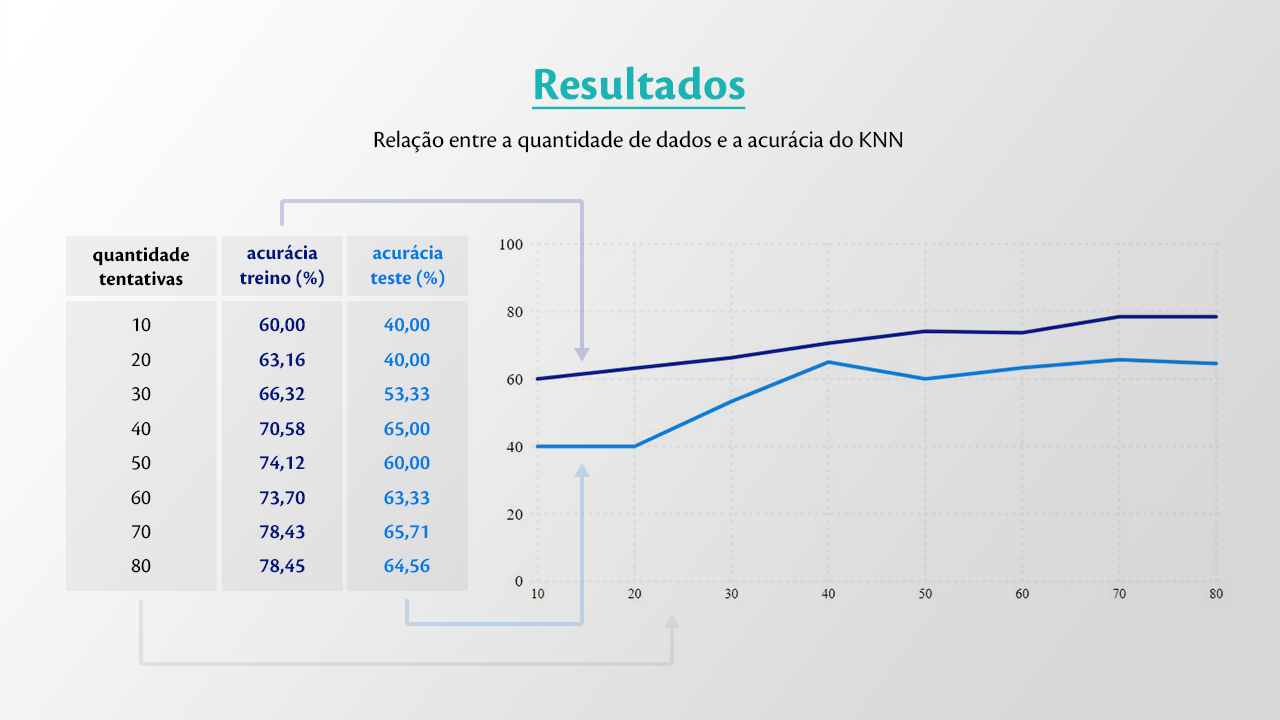 Resultados
Relação entre a quantidade de dados e a acurácia do KNN
quantidade
tentativas
acurácia
treino (%)
acurácia
teste (%)
10 60,00 40,00
20 63,16 40,00
30 66,32 53,33
40 70,58 65,00
50 74,12 60,00
60 73,70 63,33
70 78,43 65,71
80 78,45 64,56
100
80
60
40
20
0
10 20 30 40 50 60 70 80